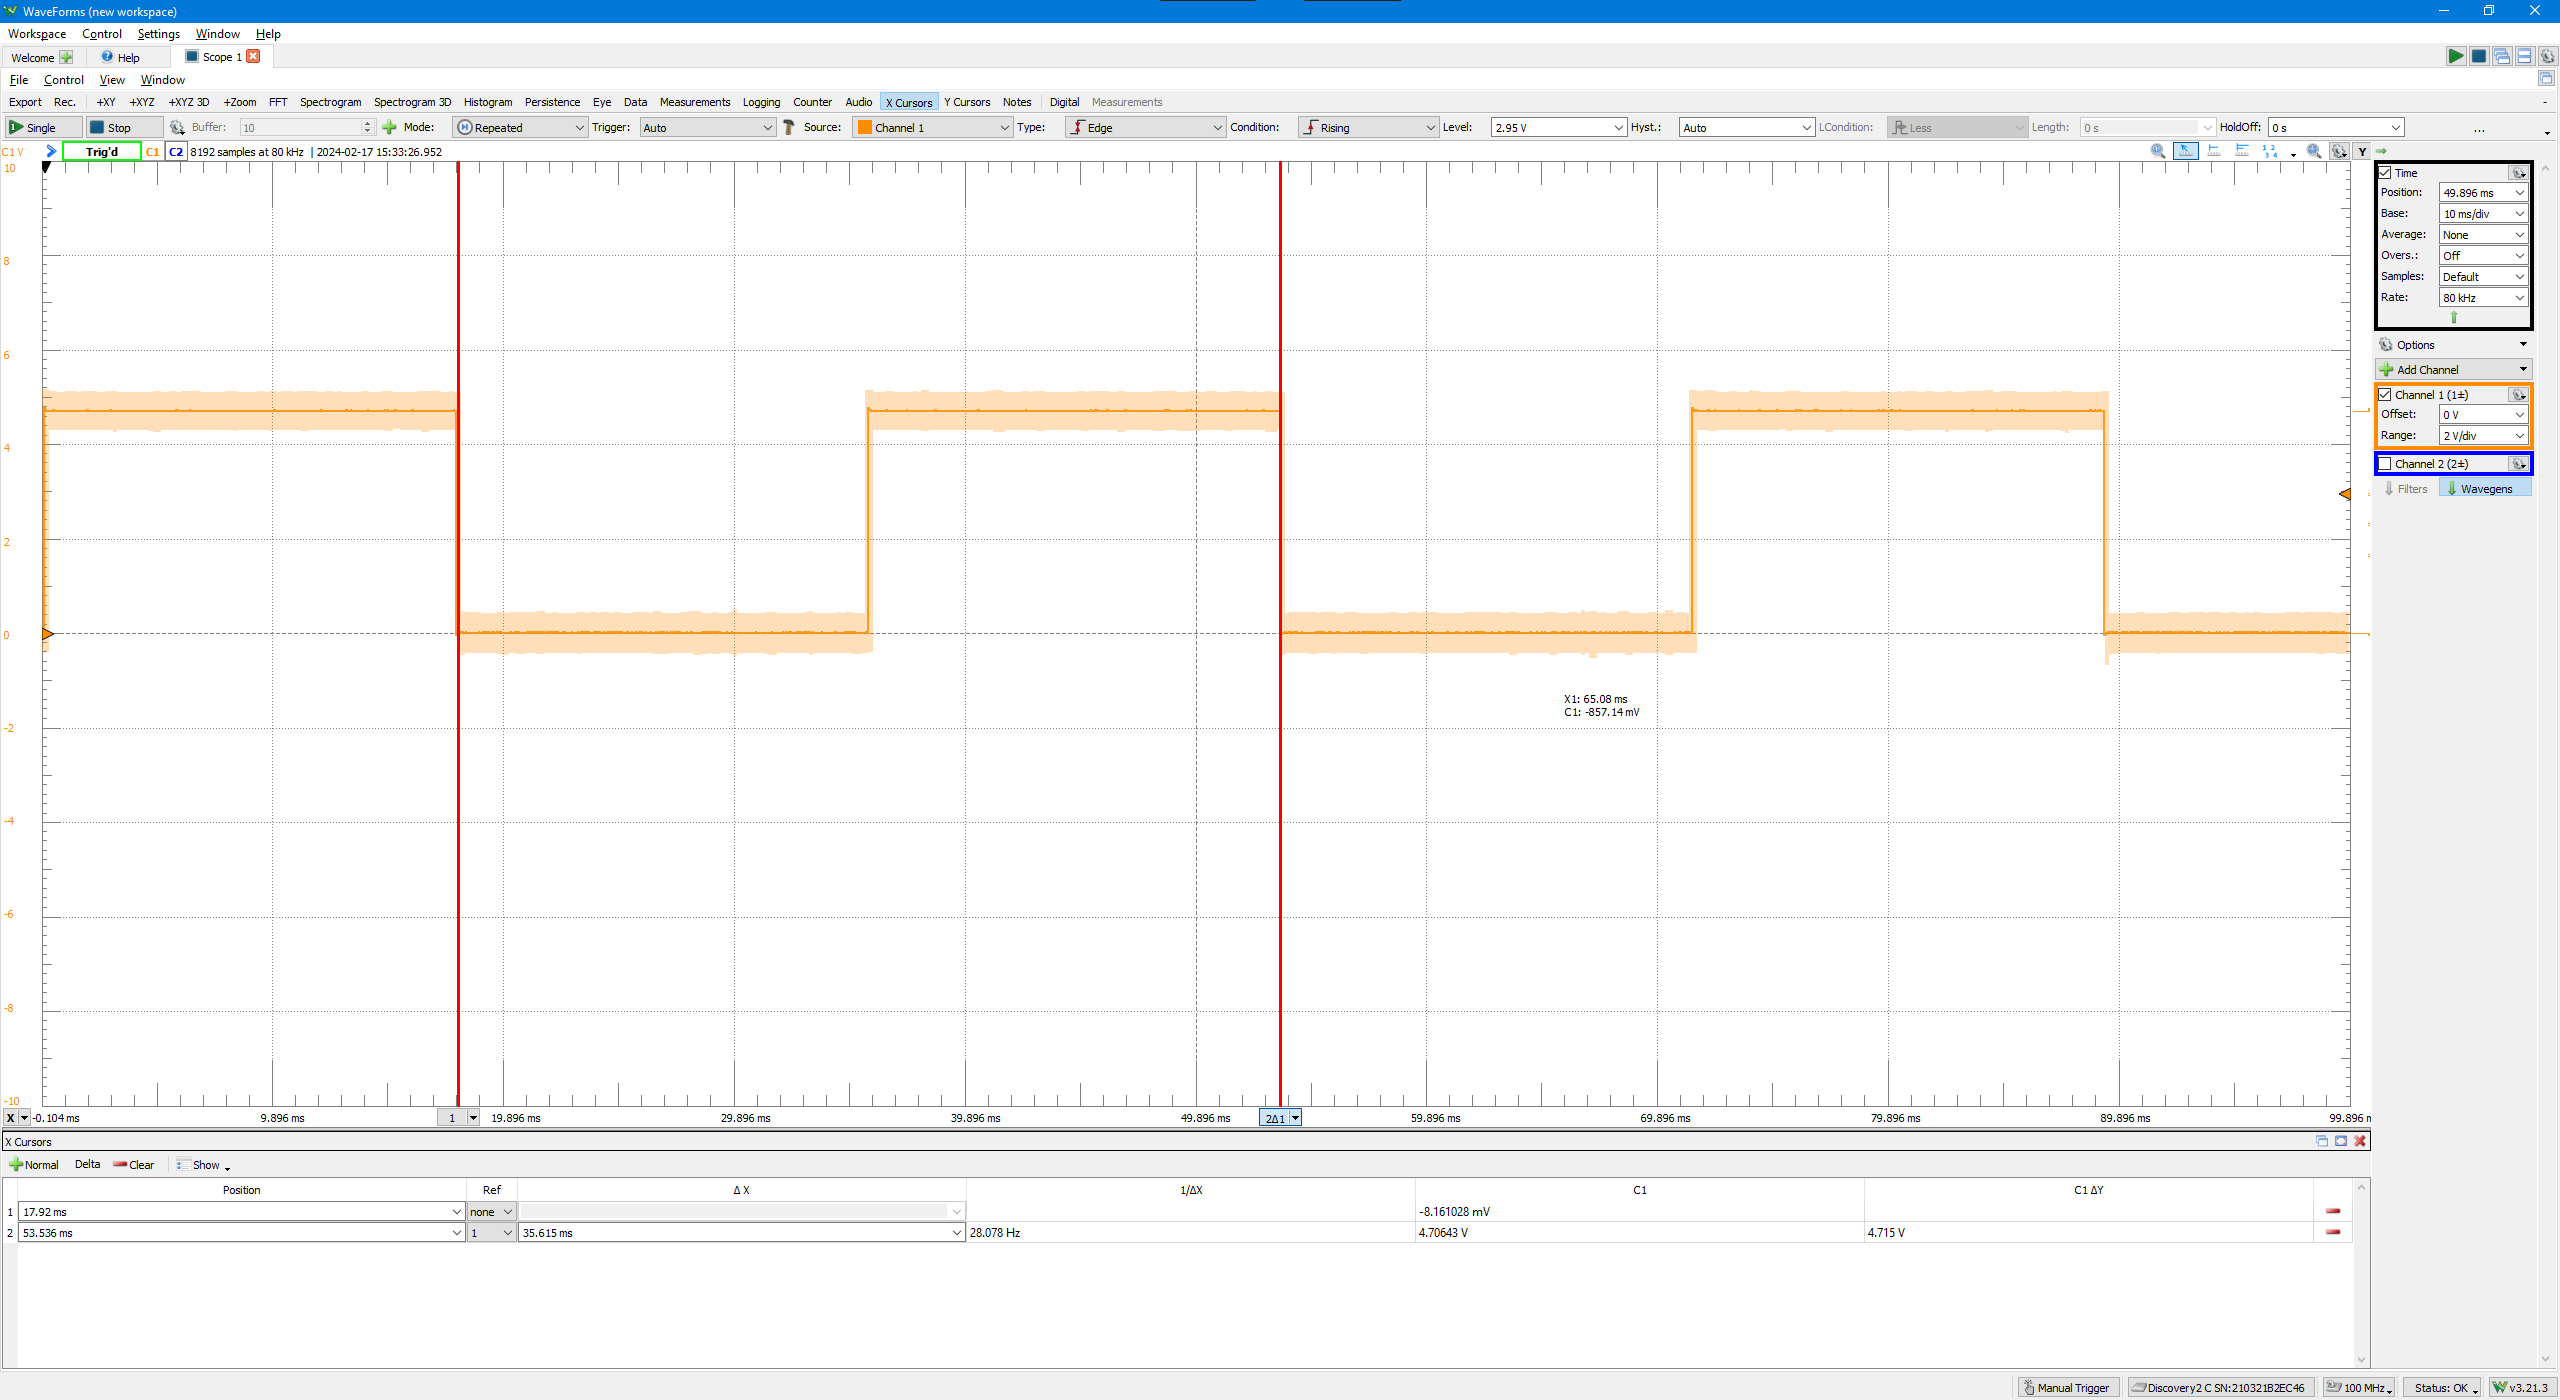 WaveForms (new workspace)
Workspace Control Settings Window Help
Welcome Help Scope 1
File Control View Window
Export Rec. +XY +XYZ +XYZ 3D +Zoom FFT Spectrogram Spectrogram 3D Histogram Persistence Eye Data Measurements Logging Counter Audio X Cursors Y Cursors Notes Digital Measurements
Single Stop Buffer: 10 Mode: Repeated Trigger: Auto Source: Channel 1 Type: Edge Condition: Rising Level: 2.95 V Hyst.: Auto LCondition: Less Length: 0 s HoldOff: 0 s ...
C1 V Trig'd C1 C2 8192 samples at 80 kHz | 2024-02-17 15:33:26.952 Y
10
8
6
4
2
0
-2
-4
-6
-8
-10
X1: 65.08 ms
C1: -857.14 mV
X -0.104 ms 9.896 ms 1 19.896 ms 29.896 ms 39.896 ms 49.896 ms 2Δ1 59.896 ms 69.896 ms 79.896 ms 89.896 ms 99.896 m
Time
Position: 49.896 ms
Base: 10 ms/div
Average: None
Overs.: Off
Samples: Default
Rate: 80 kHz
Options
Add Channel
Channel 1 (1±)
Offset: 0 V
Range: 2 V/div
Channel 2 (2±)
Filters Wavegens
X Cursors
Normal Delta Clear Show
Position Ref Δ X 1/ΔX C1 C1 ΔY
1 17.92 ms none -8.161028 mV
2 53.536 ms 1 35.615 ms 28.078 Hz 4.70643 V 4.715 V
Manual Trigger Discovery2 C SN:210321B2EC46 100 MHz Status: OK v3.21.3